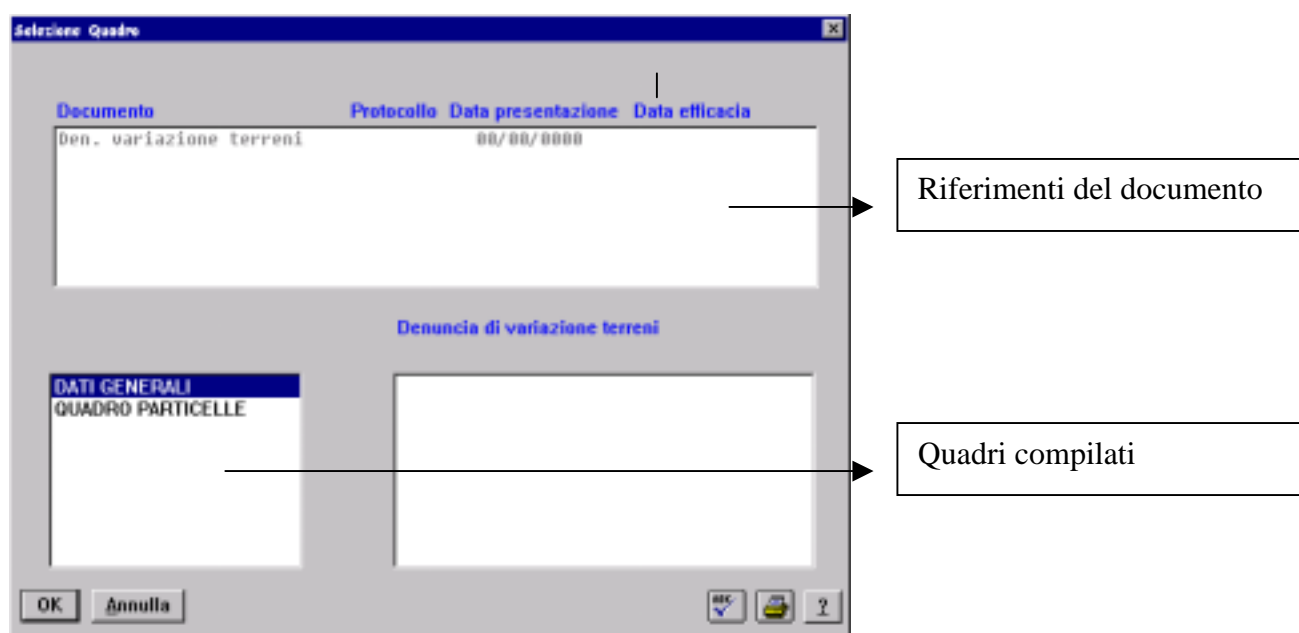 Selezione Quadro
Documento Protocollo Data presentazione Data efficacia
Den. variazione terreni 00/00/0000
Riferimenti del documento
Denuncia di variazione terreni
DATI GENERALI
QUADRO PARTICELLE
Quadri compilati
OK Annulla ABC ?